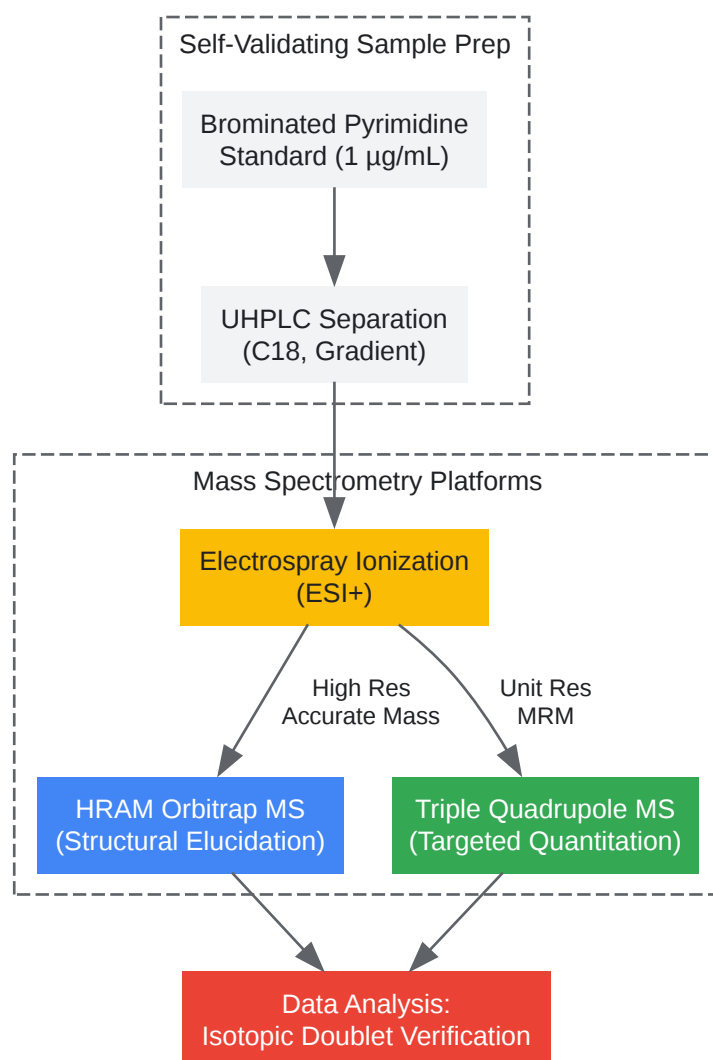 Self-Validating Sample Prep
Brominated Pyrimidine
Standard (1 µg/mL)
UHPLC Separation
(C18, Gradient)
Mass Spectrometry Platforms
Electrospray Ionization
(ESI+)
High Res
Accurate Mass
Unit Res
MRM
HRAM Orbitrap MS
(Structural Elucidation)
Triple Quadrupole MS
(Targeted Quantitation)
Data Analysis:
Isotopic Doublet Verification